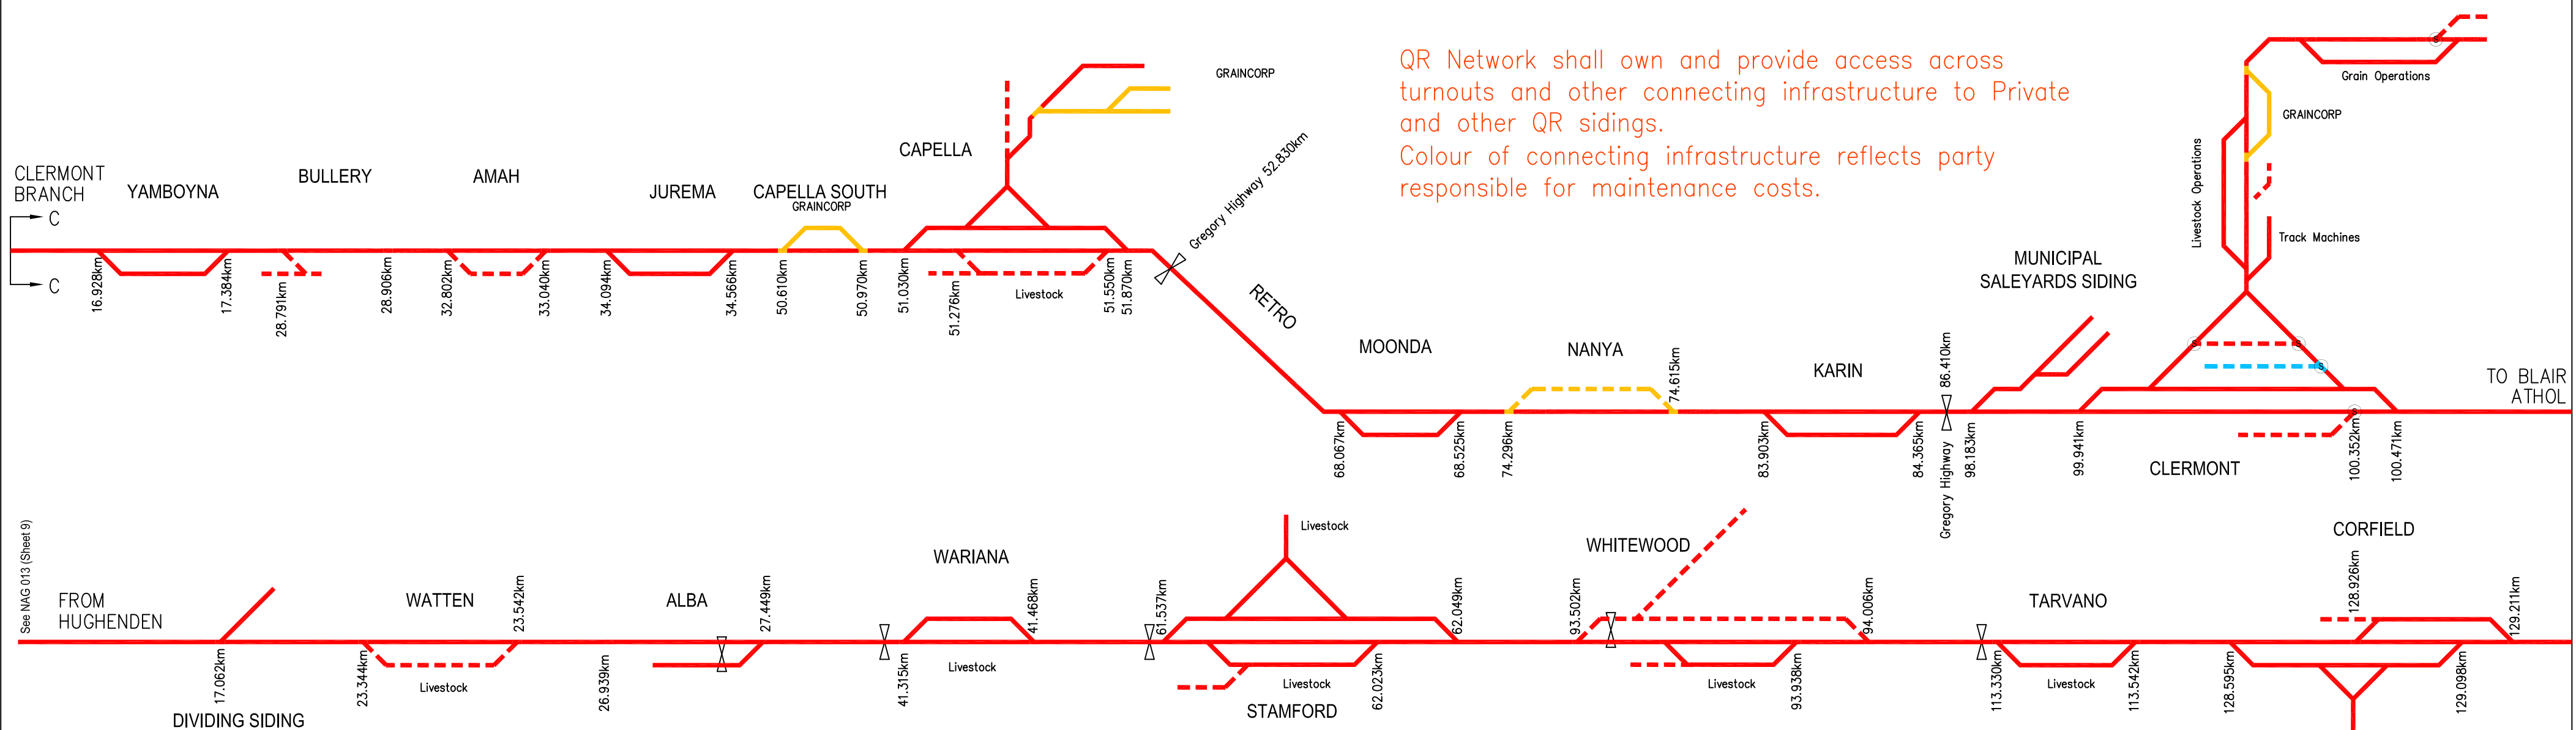 QR Network shall own and provide access across
turnouts and other connecting infrastructure to Private
and other QR sidings.
Colour of connecting infrastructure reflects party
responsible for maintenance costs.
CLERMONT
BRANCH
C
C
YAMBOYNA
16.928km
17.384km
BULLERY
28.791km
28.906km
AMAH
32.802km
33.040km
JUREMA
34.094km
34.566km
CAPELLA SOUTH
GRAINCORP
50.610km
50.970km
CAPELLA
GRAINCORP
51.030km
51.276km
Livestock
51.550km
51.870km
Gregory Highway 52.830km
RETRO
MOONDA
68.067km
68.525km
NANYA
74.296km
74.615km
KARIN
83.903km
84.365km
Gregory Highway 86.410km
MUNICIPAL
SALEYARDS SIDING
98.183km
99.941km
Livestock Operations
Grain Operations
GRAINCORP
Track Machines
S
S
S
S
S
CLERMONT
100.352km
100.471km
TO BLAIR
ATHOL
See NAG 013 (Sheet 9)
FROM
HUGHENDEN
17.062km
DIVIDING SIDING
WATTEN
23.344km
23.542km
Livestock
ALBA
26.939km
27.449km
WARIANA
41.315km
41.468km
Livestock
61.537km
Livestock
62.049km
Livestock
62.023km
STAMFORD
WHITEWOOD
93.502km
94.006km
Livestock
93.938km
TARVANO
113.330km
Livestock
113.542km
CORFIELD
128.926km
129.211km
128.595km
129.098km